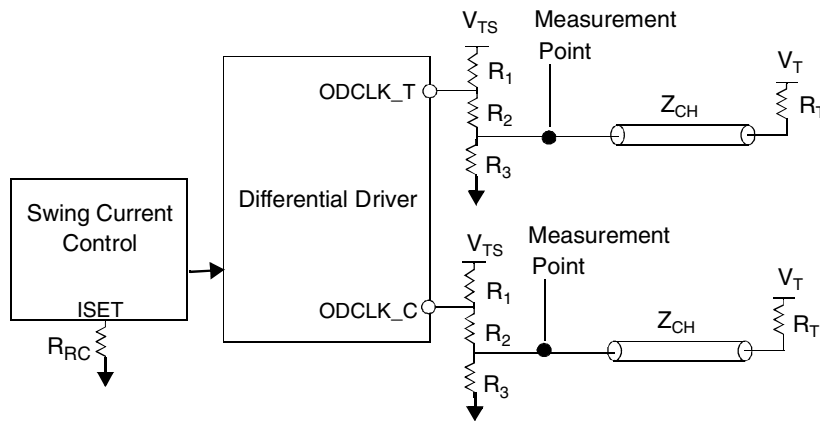 V_TS
Measurement
Point
R_1
V_T
ODCLK_T
R_2
Z_CH
R_T
R_3
Swing Current
Control
Differential Driver
V_TS
Measurement
Point
R_1
V_T
ISET
ODCLK_C
R_2
Z_CH
R_T
R_RC
R_3